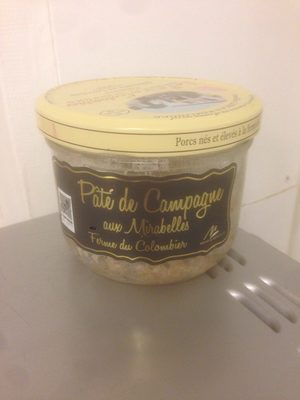 Porcs nés et élevés à la ferme
Pâté de Campagne
aux Mirabelles
Ferme du Colombier